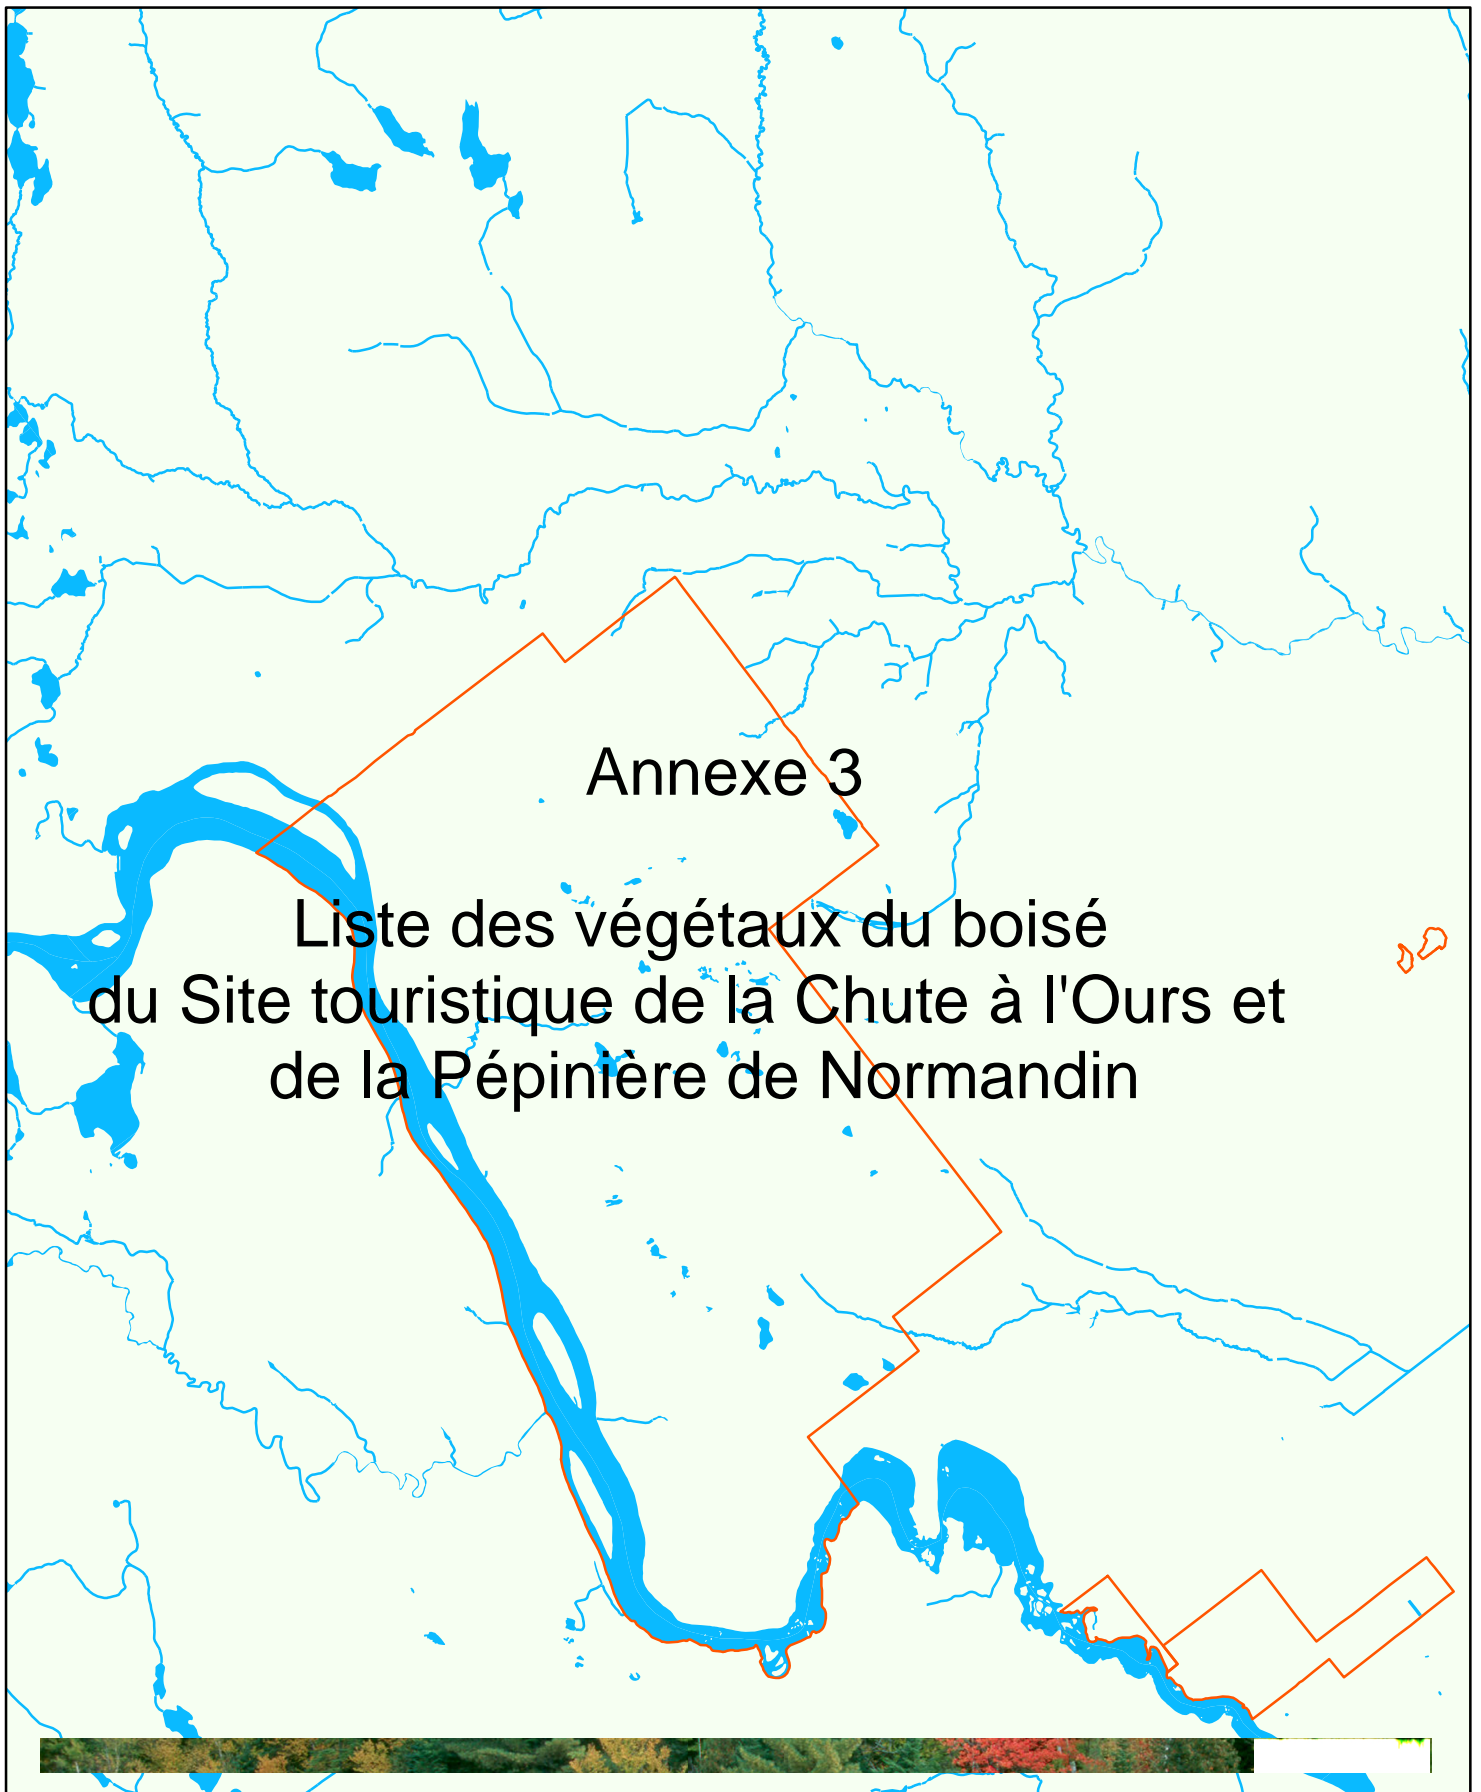 Annexe 3
Liste des végétaux du boisé
du Site touristique de la Chute à l'Ours et
de la Pépinière de Normandin